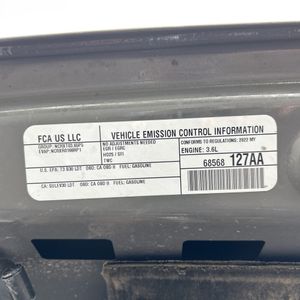 FCA US LLC
VEHICLE EMISSION CONTROL INFORMATION
NO ADJUSTMENTS NEEDED
CONFORMS TO REGULATIONS: 2022 MY
EGR / EGRC
HO2S / SFI
ENGINE: 3.6L
TWC
68568 127AA
U.S. EPA: T3 B30 LDT OBD: CA OBD II FUEL: GASOLINE
CA: SULEV30 LDT OBD: CA OBD II FUEL: GASOLINE